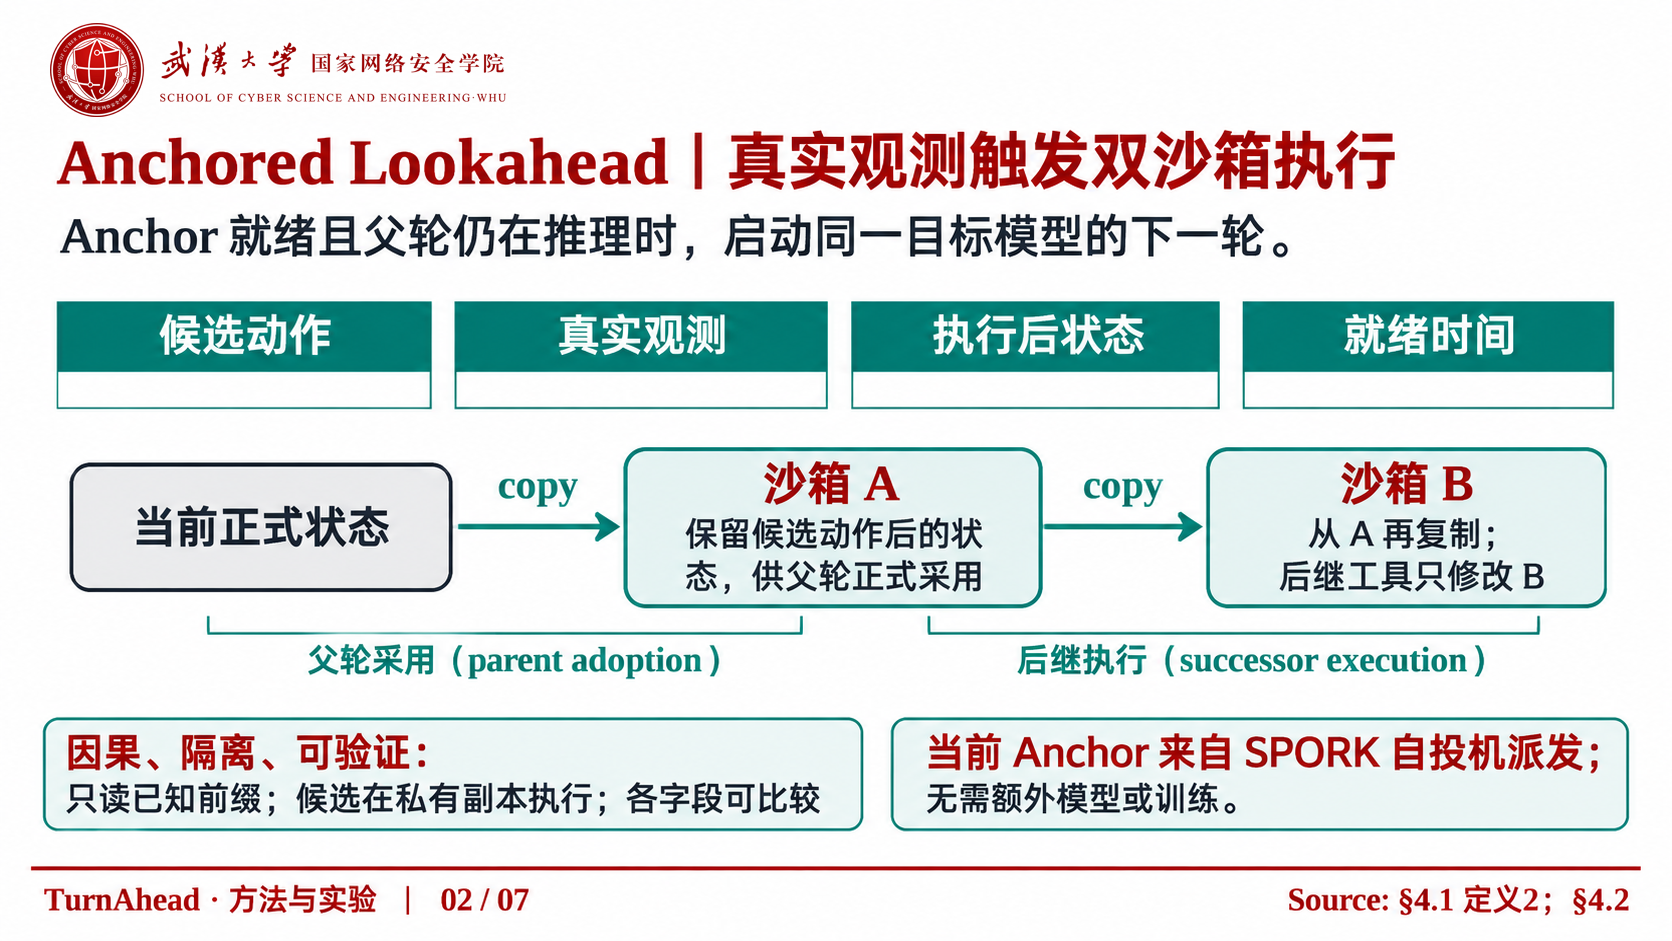 武漢大学 国家网络安全学院
SCHOOL OF CYBER SCIENCE AND ENGINEERING·WHU
Anchored Lookahead | 真实观测触发双沙箱执行
Anchor 就绪且父轮仍在推理时，启动同一目标模型的下一轮。
候选动作
真实观测
执行后状态
就绪时间
当前正式状态
copy
沙箱 A
保留候选动作后的状
态，供父轮正式采用
copy
沙箱 B
从 A 再复制；
后继工具只修改 B
父轮采用（parent adoption）
后继执行（successor execution）
因果、隔离、可验证：
只读已知前缀；候选在私有副本执行；各字段可比较
当前 Anchor 来自 SPORK 自投机派发；
无需额外模型或训练。
TurnAhead · 方法与实验 | 02 / 07
Source: §4.1 定义2；§4.2